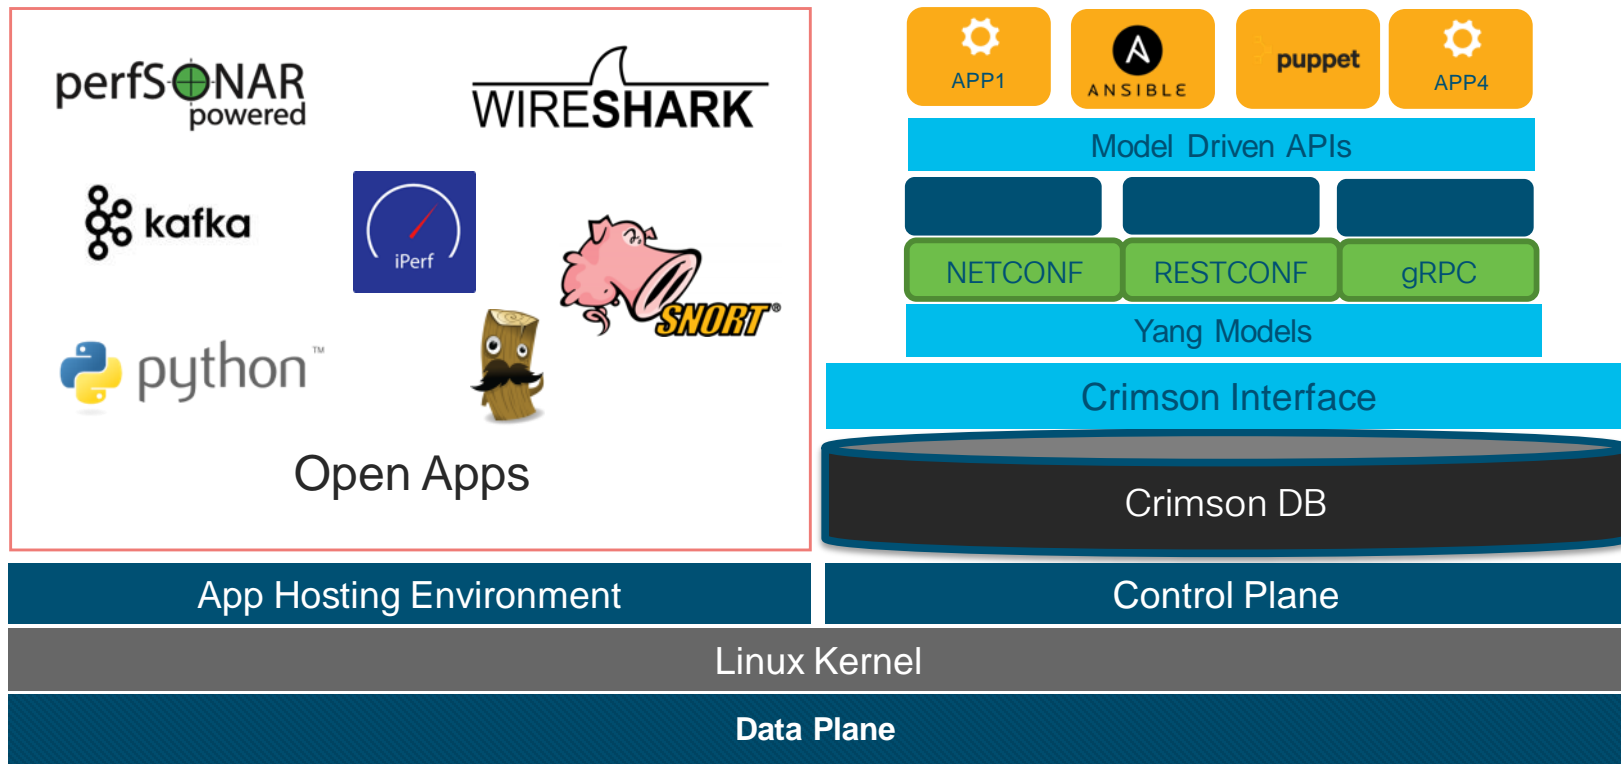 perfSONAR
powered
WIRESHARK
kafka
iPerf
SNORT®
python™
Open Apps
APP1
ANSIBLE
puppet
APP4
Model Driven APIs
NETCONF
RESTCONF
gRPC
Yang Models
Crimson Interface
Crimson DB
App Hosting Environment
Control Plane
Linux Kernel
Data Plane